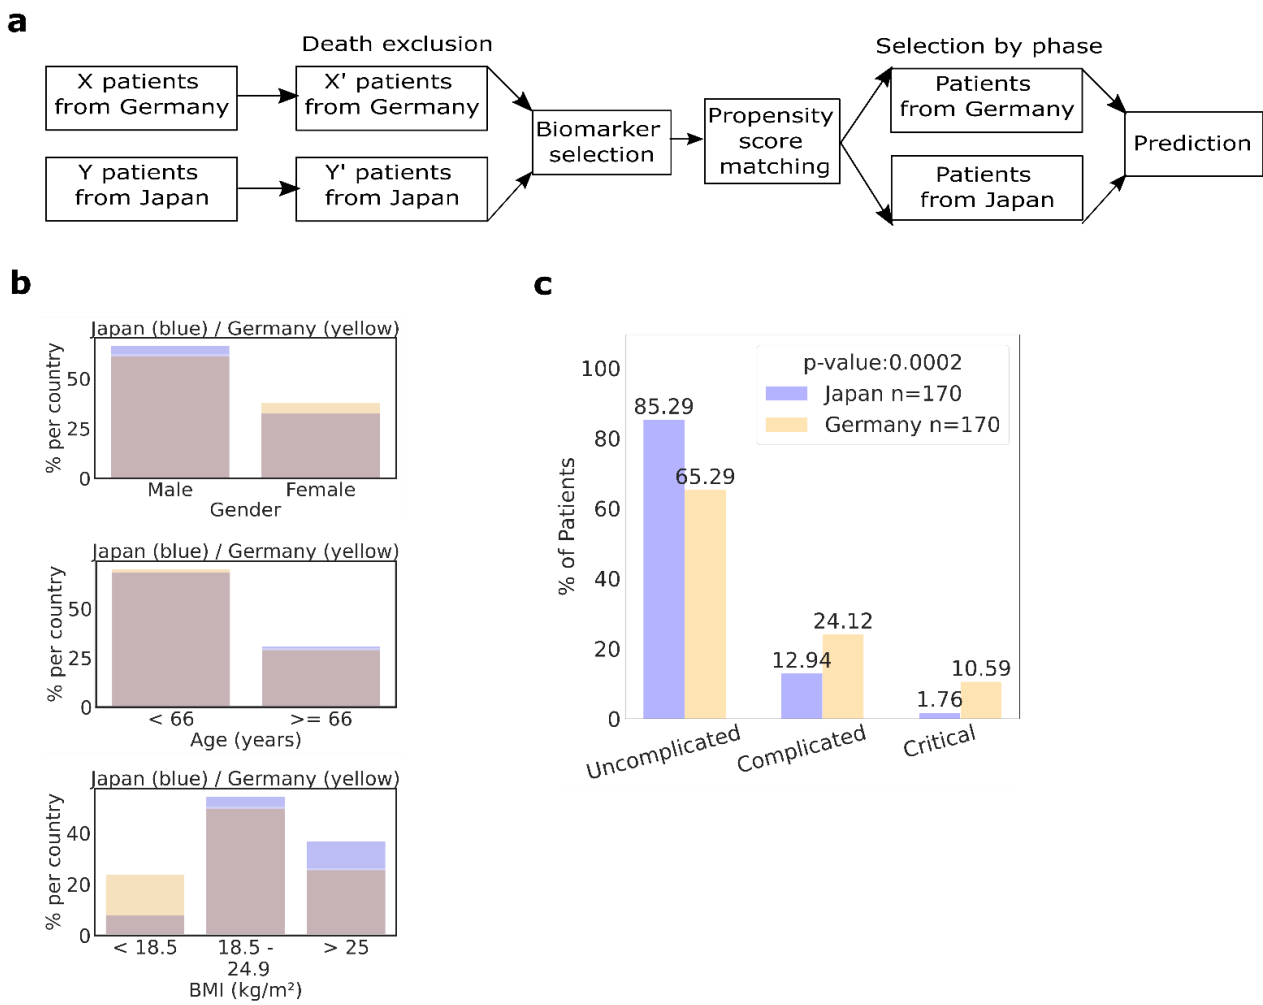 a
Death exclusion
Selection by phase
X patients
from Germany
X' patients
from Germany
Y patients
from Japan
Y' patients
from Japan
Biomarker
selection
Propensity
score
matching
Patients
from Germany
Patients
from Japan
Prediction
b
Japan (blue) / Germany (yellow)
% per country
50
25
0
Male
Female
Gender
Japan (blue) / Germany (yellow)
% per country
50
25
0
< 66
>= 66
Age (years)
Japan (blue) / Germany (yellow)
% per country
40
20
0
< 18.5
18.5 -
24.9
> 25
BMI (kg/m²)
c
p-value:0.0002
Japan n=170
Germany n=170
% of Patients
100
80
60
40
20
0
85.29
65.29
12.94
24.12
1.76
10.59
Uncomplicated
Complicated
Critical